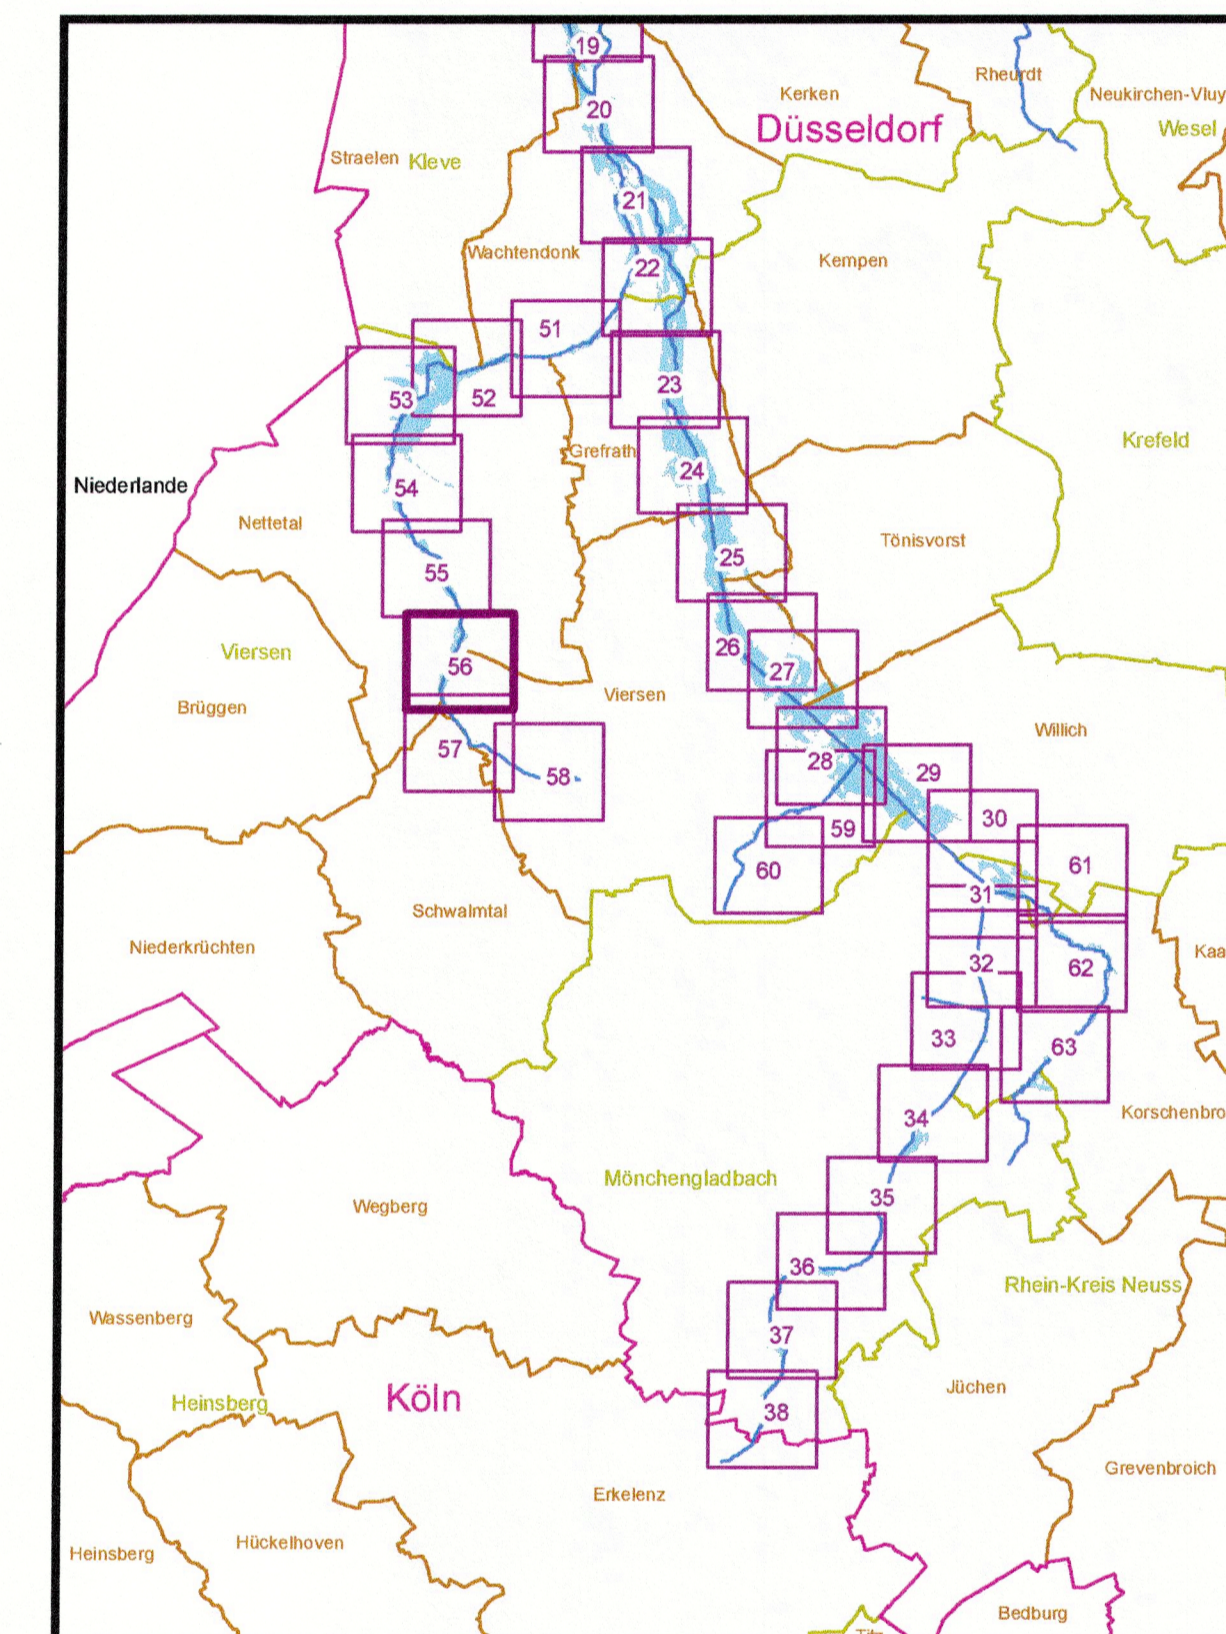 19
Rheurdt
Kerken
Neukirchen-Vluy
20
Düsseldorf
Wesel
Straelen
Kleve
21
Wachtendonk
Kempen
22
51
23
53
52
Krefeld
Grefrath
24
Niederlande
54
Nettetal
Tönisvorst
25
55
26
Viersen
56
27
Viersen
Brüggen
Willich
57
28
58
29
30
59
61
60
31
Schwalmtal
Niederkrüchten
Kaa
32
62
33
63
Korschenbro
34
Mönchengladbach
35
Wegberg
36
Rhein-Kreis Neuss
Wassenberg
37
Jüchen
Heinsberg
Köln
38
Grevenbroich
Erkelenz
Hückelhoven
Heinsberg
Bedburg